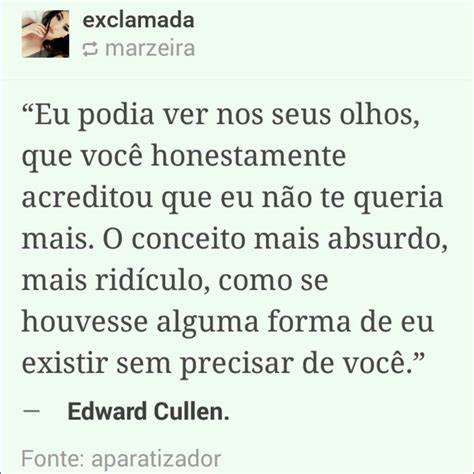 exclamada
marzeira
“Eu podia ver nos seus olhos,
que você honestamente
acreditou que eu não te queria
mais. O conceito mais absurdo,
mais ridículo, como se
houvesse alguma forma de eu
existir sem precisar de você.”
— Edward Cullen.
Fonte: aparatizador